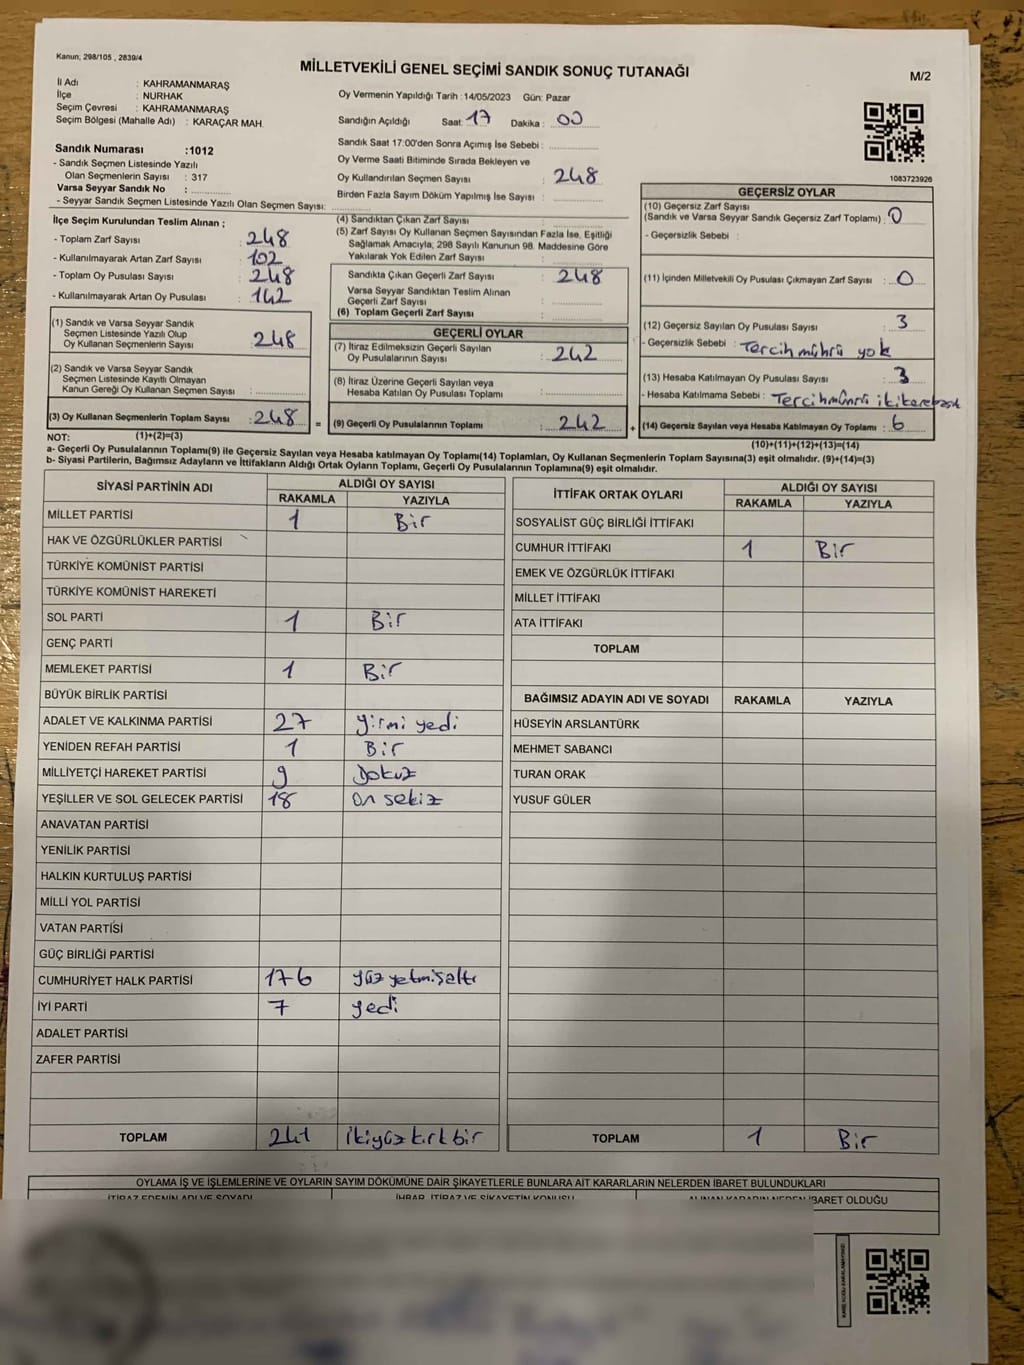 Kanun; 298/105 , 2839/4
MİLLETVEKİLİ GENEL SEÇİMİ SANDIK SONUÇ TUTANAĞI
M/2
İl Adı : KAHRAMANMARAŞ
İlçe : NURHAK
Seçim Çevresi : KAHRAMANMARAŞ
Seçim Bölgesi (Mahalle Adı) : KARAÇAR MAH.
Oy Vermenin Yapıldığı Tarih : 14/05/2023 Gün: Pazar
Sandığın Açıldığı Saat: 17 Dakika : 00
Sandık Saat 17:00'den Sonra Açımış İse Sebebi :
Oy Verme Saati Bitiminde Sırada Bekleyen ve
Oy Kullandırılan Seçmen Sayısı : 248
Birden Fazla Sayım Döküm Yapılmış İse Sayısı :
Sandık Numarası :1012
- Sandık Seçmen Listesinde Yazılı
Olan Seçmenlerin Sayısı : 317
Varsa Seyyar Sandık No :
- Seyyar Sandık Seçmen Listesinde Yazılı Olan Seçmen Sayısı:
1083723926
İlçe Seçim Kurulundan Teslim Alınan ;
- Toplam Zarf Sayısı : 248
- Kullanılmayarak Artan Zarf Sayısı : 102
- Toplam Oy Pusulası Sayısı : 248
- Kullanılmayarak Artan Oy Pusulası : 142
(1) Sandık ve Varsa Seyyar Sandık
Seçmen Listesinde Yazılı Olup
Oy Kullanan Seçmenlerin Sayısı : 248
(2) Sandık ve Varsa Seyyar Sandık
Seçmen Listesinde Kayıtlı Olmayan
Kanun Gereği Oy Kullanan Seçmen Sayısı :
(3) Oy Kullanan Seçmenlerin Toplam Sayısı : 248
(1)+(2)=(3)
(4) Sandıktan Çıkan Zarf Sayısı :
(5) Zarf Sayısı Oy Kullanan Seçmen Sayısından Fazla İse, Eşitliği
Sağlamak Amacıyla, 298 Sayılı Kanunun 98. Maddesine Göre
Yakılarak Yok Edilen Zarf Sayısı :
Sandıkta Çıkan Geçerli Zarf Sayısı : 248
Varsa Seyyar Sandıktan Teslim Alınan
Geçerli Zarf Sayısı :
(6) Toplam Geçerli Zarf Sayısı :
GEÇERLİ OYLAR
(7) İtiraz Edilmeksizin Geçerli Sayılan
Oy Pusulalarının Sayısı : 242
(8) İtiraz Üzerine Geçerli Sayılan veya
Hesaba Katılan Oy Pusulası Toplamı :
= (9) Geçerli Oy Pusulalarının Toplamı : 242 +
GEÇERSİZ OYLAR
(10) Geçersiz Zarf Sayısı
(Sandık ve Varsa Seyyar Sandık Geçersiz Zarf Toplamı) : 0
- Geçersizlik Sebebi :
(11) İçinden Milletvekili Oy Pusulası Çıkmayan Zarf Sayısı : 0
(12) Geçersiz Sayılan Oy Pusulası Sayısı : 3
- Geçersizlik Sebebi : Tercih mührü yok
(13) Hesaba Katılmayan Oy Pusulası Sayısı : 3
- Hesaba Katılmama Sebebi : Tercih mührü iki kere
(14) Geçersiz Sayılan veya Hesaba Katılmayan Oy Toplamı : 6
(10)+(11)+(12)+(13)=(14)
NOT:
a- Geçerli Oy Pusulalarının Toplamı(9) ile Geçersiz Sayılan veya Hesaba katılmayan Oy Toplamı(14) Toplamları, Oy Kullanan Seçmenlerin Toplam Sayısına(3) eşit olmalıdır. (9)+(14)=(3)
b- Siyasi Partilerin, Bağımsız Adayların ve İttifakların Aldığı Ortak Oyların Toplamı, Geçerli Oy Pusulalarının Toplamına(9) eşit olmalıdır.
SİYASİ PARTİNİN ADI ALDIĞI OY SAYISI
RAKAMLA YAZIYLA
MİLLET PARTİSİ 1 Bir
HAK VE ÖZGÜRLÜKLER PARTİSİ
TÜRKİYE KOMÜNİST PARTİSİ
TÜRKİYE KOMÜNİST HAREKETİ
SOL PARTİ 1 Bir
GENÇ PARTİ
MEMLEKET PARTİSİ 1 Bir
BÜYÜK BİRLİK PARTİSİ
ADALET VE KALKINMA PARTİSİ 27 yirmi yedi
YENİDEN REFAH PARTİSİ 1 Bir
MİLLİYETÇİ HAREKET PARTİSİ 9 Dokuz
YEŞİLLER VE SOL GELECEK PARTİSİ 18 on sekiz
ANAVATAN PARTİSİ
YENİLİK PARTİSİ
HALKIN KURTULUŞ PARTİSİ
MİLLİ YOL PARTİSİ
VATAN PARTİSİ
GÜÇ BİRLİĞİ PARTİSİ
CUMHURİYET HALK PARTİSİ 176 yüz yetmişaltı
İYİ PARTİ 7 yedi
ADALET PARTİSİ
ZAFER PARTİSİ
TOPLAM 241 ikiyüz kırk bir
İTTİFAK ORTAK OYLARI ALDIĞI OY SAYISI
RAKAMLA YAZIYLA
SOSYALİST GÜÇ BİRLİĞİ İTTİFAKI
CUMHUR İTTİFAKI 1 Bir
EMEK VE ÖZGÜRLÜK İTTİFAKI
MİLLET İTTİFAKI
ATA İTTİFAKI
TOPLAM
BAĞIMSIZ ADAYIN ADI VE SOYADI RAKAMLA YAZIYLA
HÜSEYİN ARSLANTÜRK
MEHMET SABANCI
TURAN ORAK
YUSUF GÜLER
TOPLAM 1 Bir
OYLAMA İŞ VE İŞLEMLERİNE VE OYLARIN SAYIM DÖKÜMÜNE DAİR ŞİKAYETLERLE BUNLARA AİT KARARLARIN NELERDEN İBARET BULUNDUKLARI
İTİRAZ EDENİN ADI VE SOYADI İHBAR, İTİRAZ VE ŞİKAYETİN KONUSU ALINAN KARARIN NEDEN İBARET OLDUĞU